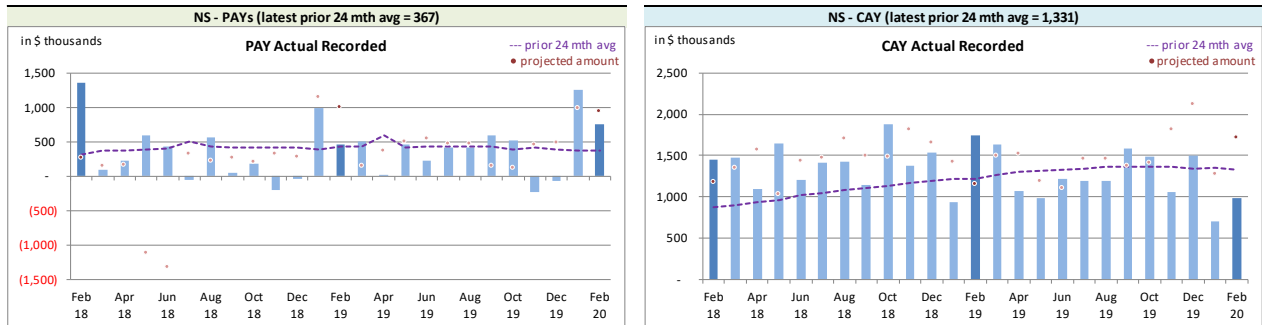 NS - PAYs (latest prior 24 mth avg = 367)
in $ thousands
PAY Actual Recorded
--- prior 24 mth avg
• projected amount
1,500
1,000
500
-
(500)
(1,000)
(1,500)
Feb Apr Jun Aug Oct Dec Feb Apr Jun Aug Oct Dec Feb
18 18 18 18 18 18 19 19 19 19 19 19 20
NS - CAY (latest prior 24 mth avg = 1,331)
in $ thousands
CAY Actual Recorded
--- prior 24 mth avg
• projected amount
2,500
2,000
1,500
1,000
500
-
Feb Apr Jun Aug Oct Dec Feb Apr Jun Aug Oct Dec Feb
18 18 18 18 18 18 19 19 19 19 19 19 20